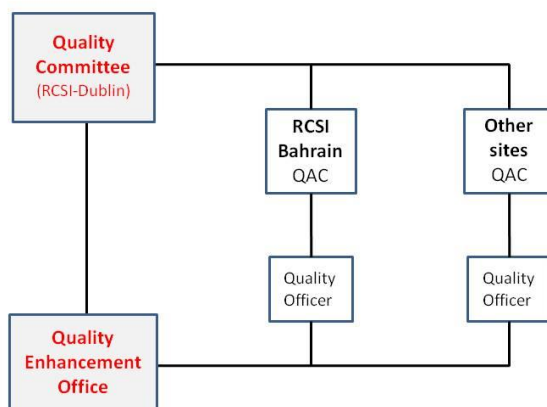 Quality
Committee
(RCSI-Dublin)
RCSI
Bahrain
QAC
Other
sites
QAC
Quality
Officer
Quality
Officer
Quality
Enhancement
Office